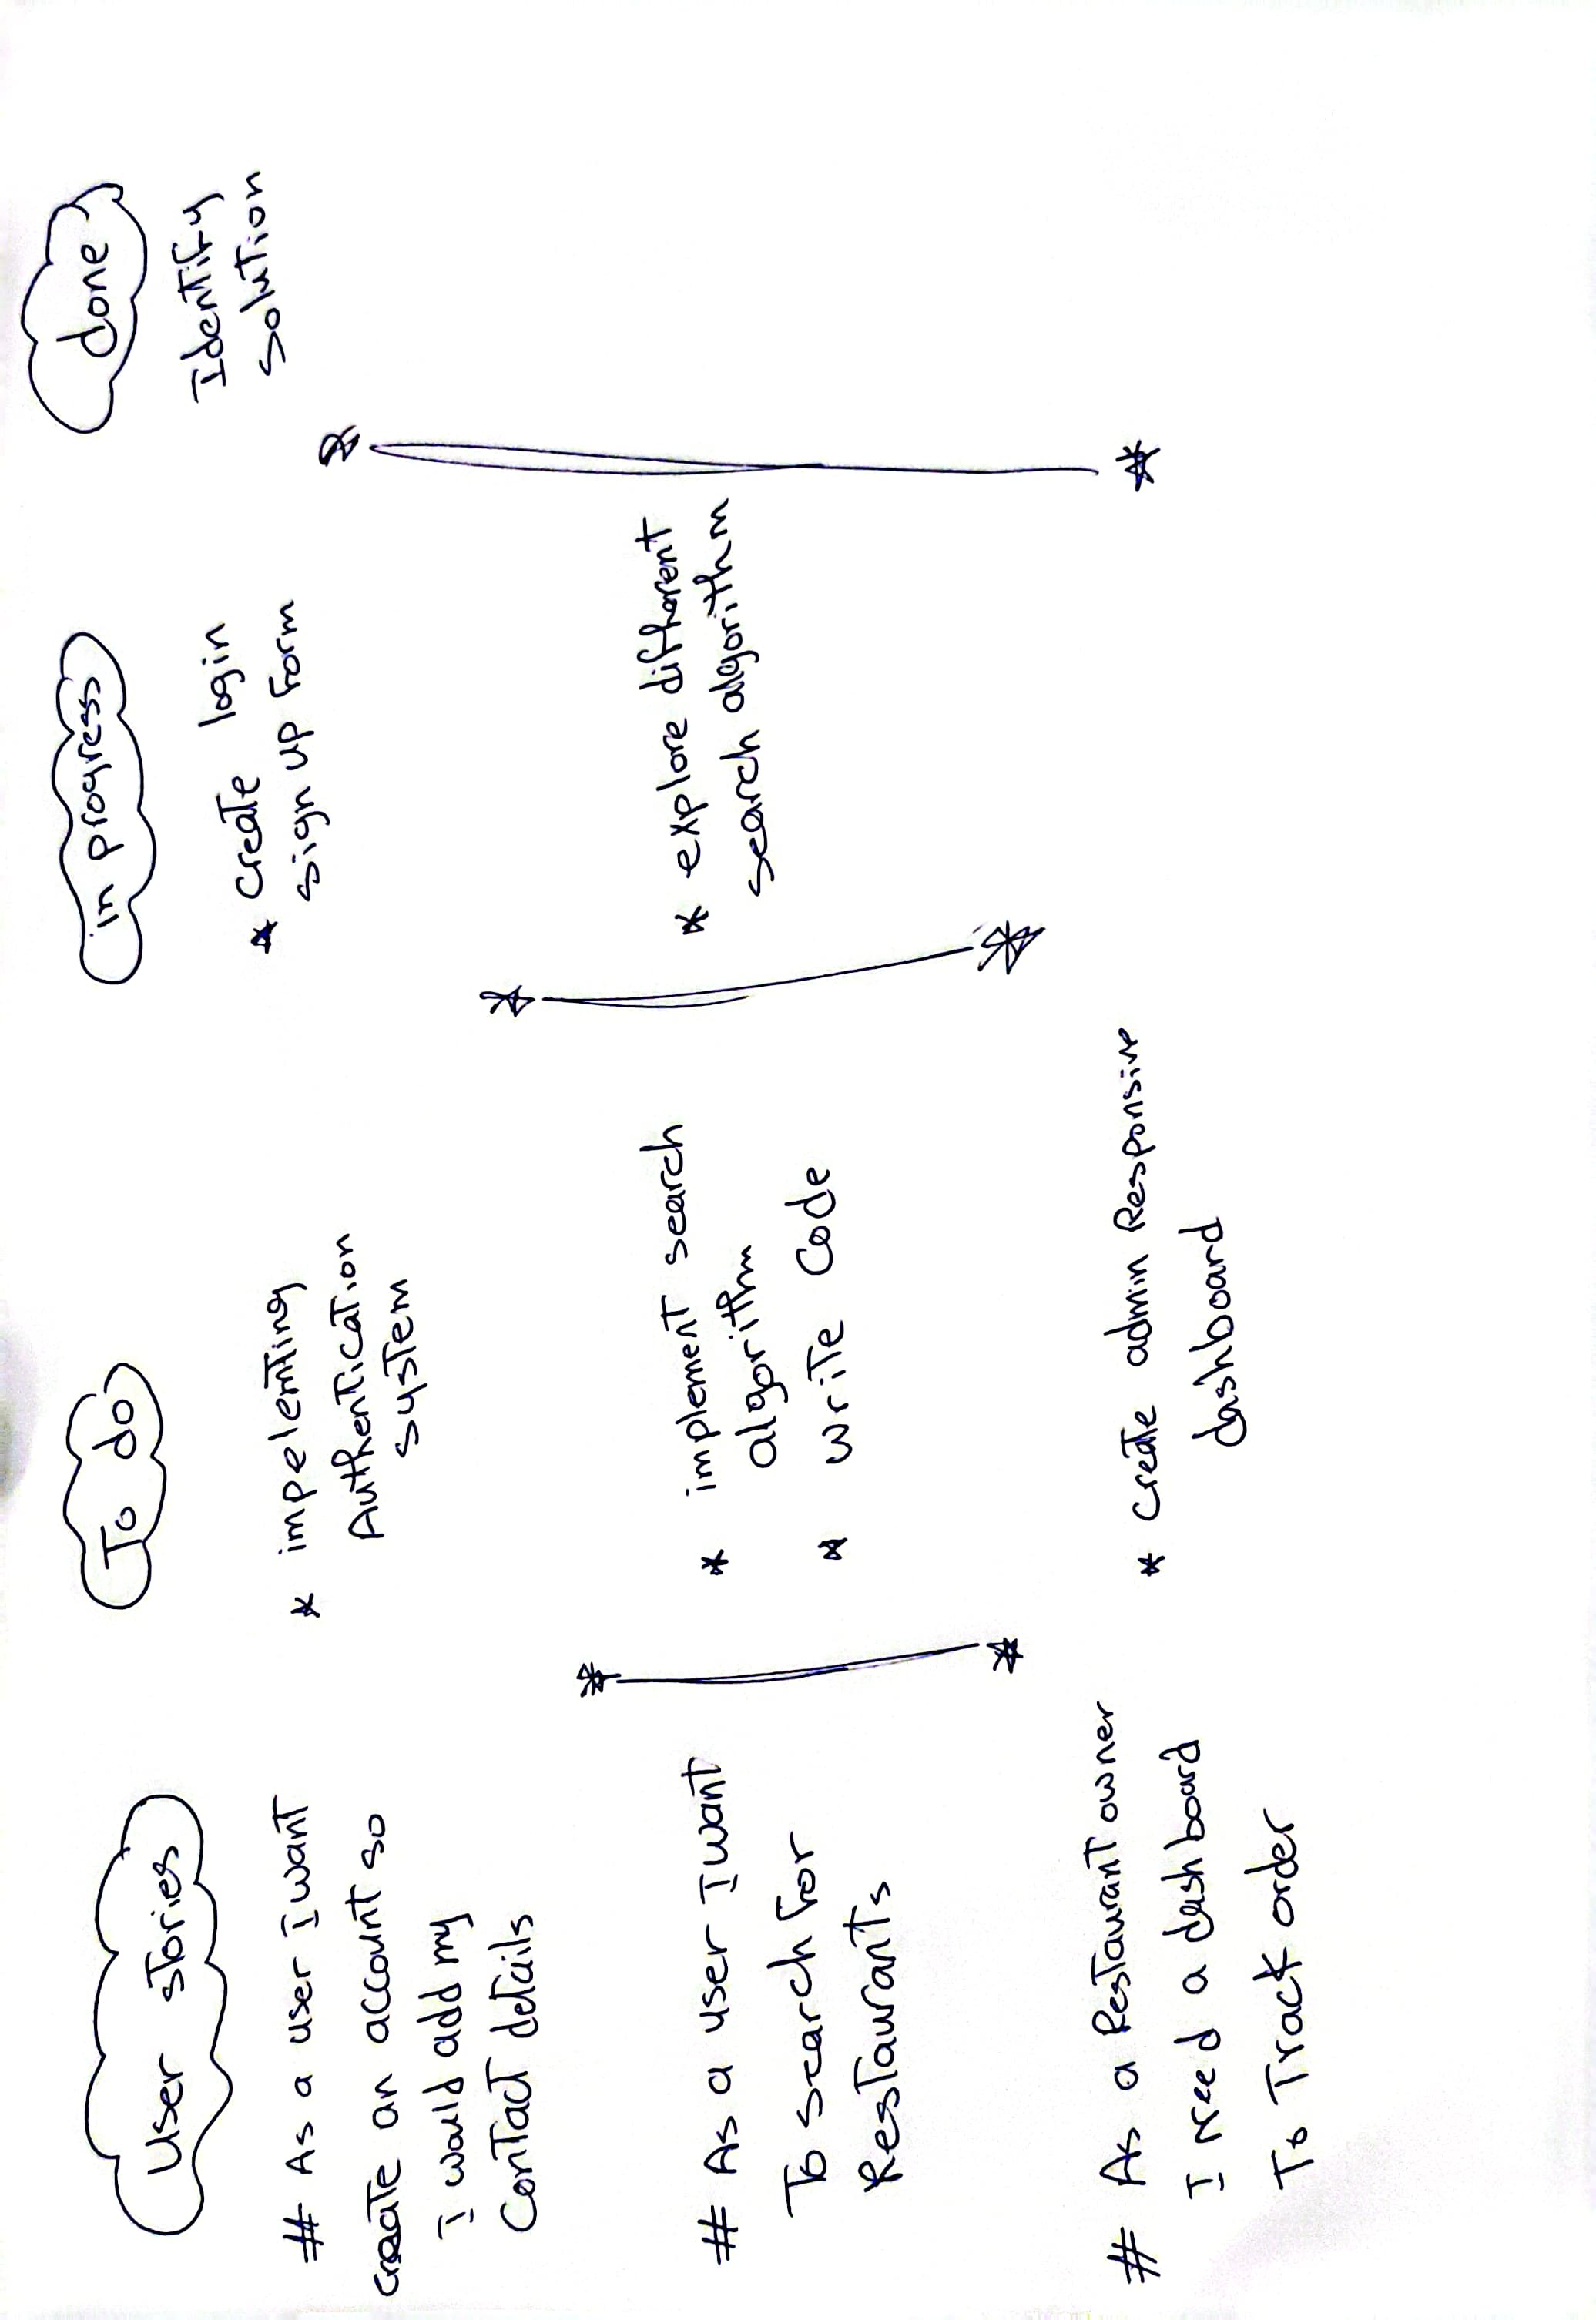 User stories
# As a user I want
create an account so
I would add my
contact details
# As a user I want
To search for
Restaurants
# As a Restaurant owner
I need a dashboard
To Track order
To do
* impelemting
Authentication
system
* implement search
algorithm
* write Code
* create admin Responsive
dashboard
in progress
* create login
sign up form
* explore different
search algorithm
done
Identify
solution